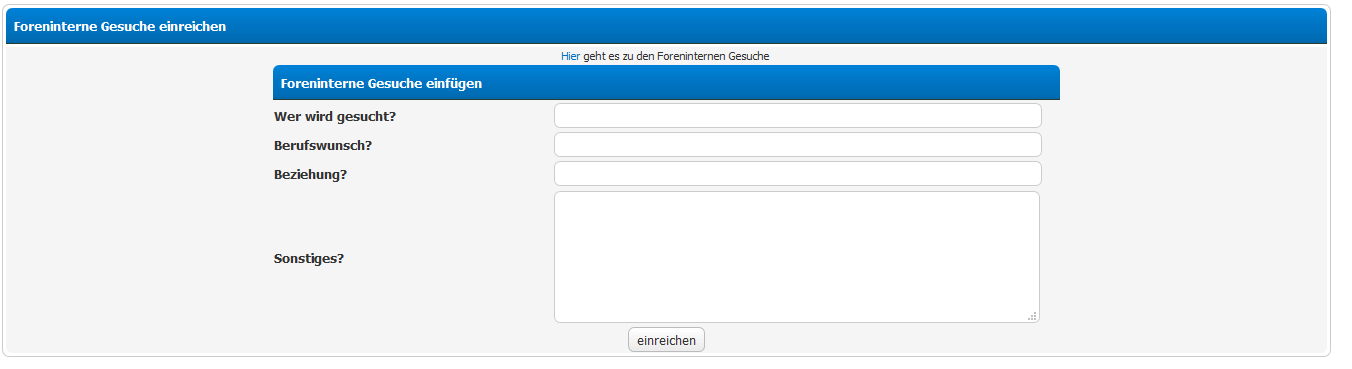 Foreninterne Gesuche einreichen
Hier geht es zu den Foreninternen Gesuche
Foreninterne Gesuche einfügen
Wer wird gesucht?
Berufswunsch?
Beziehung?
Sonstiges?
einreichen